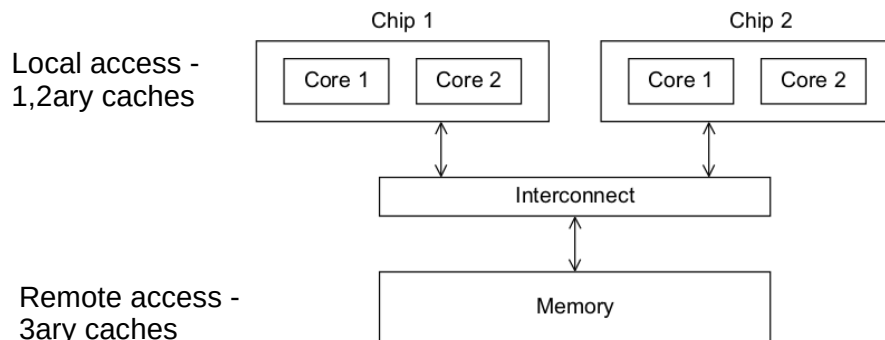 Chip 1
Chip 2
Local access -
1,2ary caches
Core 1
Core 2
Core 1
Core 2
Interconnect
Remote access -
3ary caches
Memory